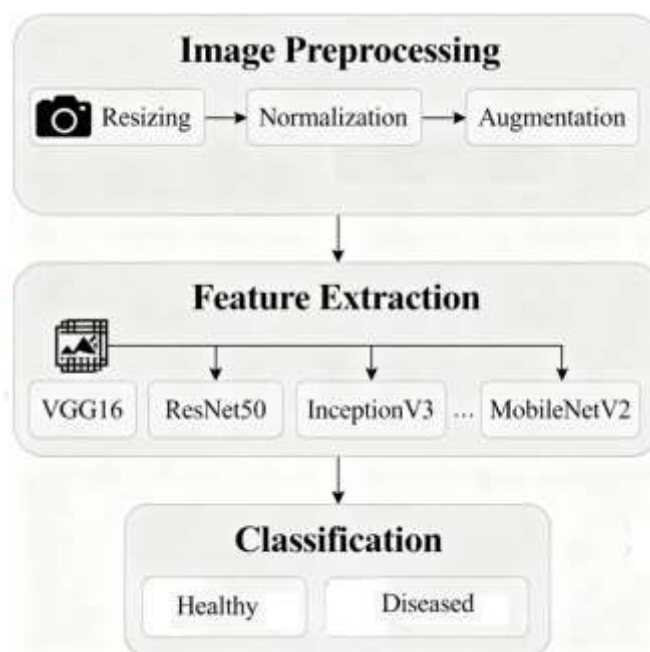 Image Preprocessing
Resizing Normalization Augmentation
Feature Extraction
VGG16 ResNet50 InceptionV3 ... MobileNetV2
Classification
Healthy Diseased